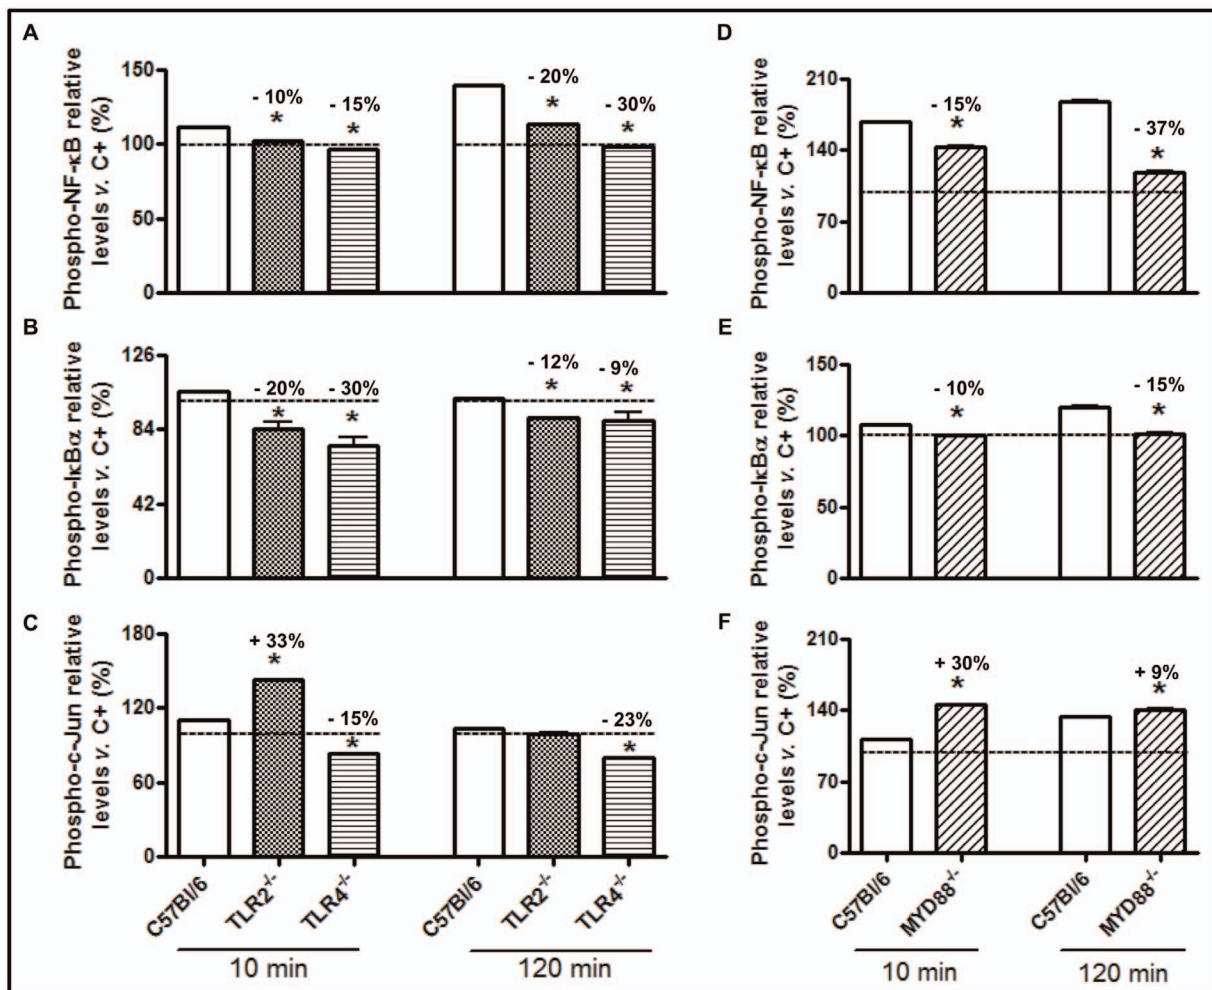 A
Phospho-NF-κB relative
levels v. C+ (%)
150
100
50
0
- 10%
*
- 15%
*
- 20%
*
- 30%
*
D
Phospho-NF-κB relative
levels v. C+ (%)
210
140
70
0
- 15%
*
- 37%
*
B
Phospho-IκBα relative
levels v. C+ (%)
126
84
42
0
- 20%
*
- 30%
*
- 12%
*
- 9%
*
E
Phospho-IκBα relative
levels v. C+ (%)
150
100
50
0
- 10%
*
- 15%
*
C
Phospho-c-Jun relative
levels v. C+ (%)
180
120
60
0
+ 33%
*
- 15%
*
- 23%
*
C57Bl/6
TLR2-/-
TLR4-/-
C57Bl/6
TLR2-/-
TLR4-/-
10 min
120 min
F
Phospho-c-Jun relative
levels v. C+ (%)
210
140
70
0
+ 30%
*
+ 9%
*
C57Bl/6
MYD88-/-
C57Bl/6
MYD88-/-
10 min
120 min